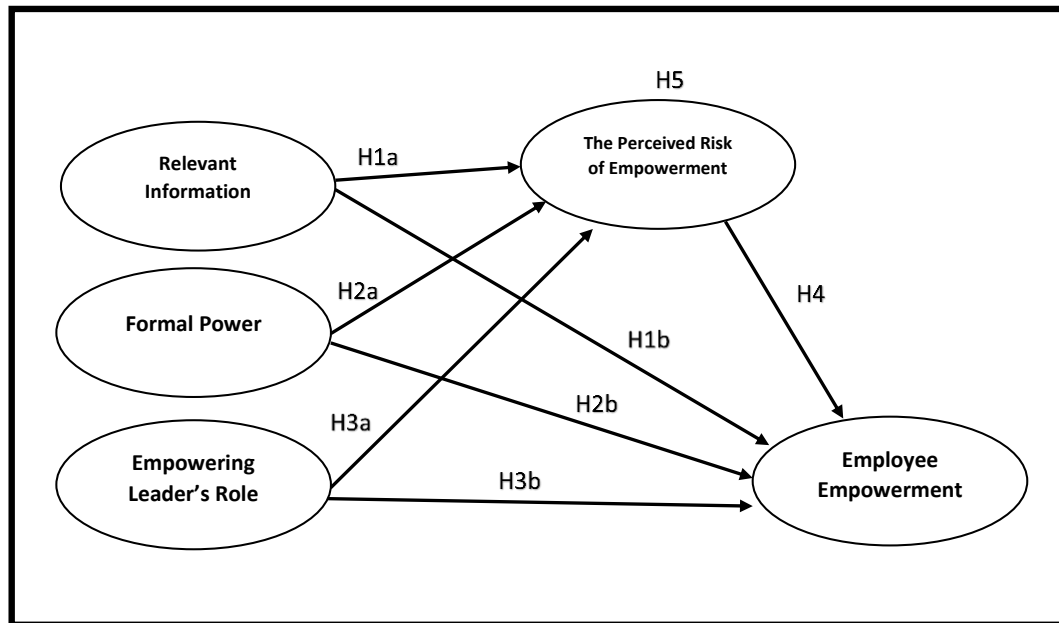 H5
The Perceived Risk
of Empowerment
Relevant
Information
H1a
H2a
Formal Power
H4
H1b
H2b
H3a
Empowering
Leader’s Role
H3b
Employee
Empowerment